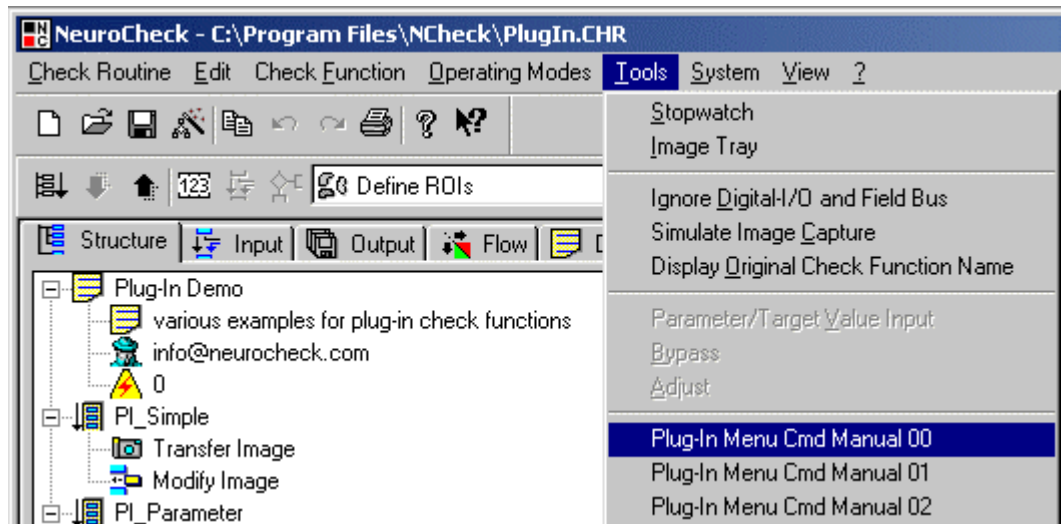 NeuroCheck - C:\Program Files\NCheck\PlugIn.CHR
Check Routine Edit Check Function Operating Modes Tools System View ?
Stopwatch
Image Tray
123 Define ROIs
Ignore Digital-I/O and Field Bus
Simulate Image Capture
Display Original Check Function Name
Structure Input Output Flow D
Plug-In Demo
various examples for plug-in check functions
info@neurocheck.com
0
PI_Simple
Transfer Image
Modify Image
PI_Parameter
Parameter/Target Value Input
Bypass
Adjust
Plug-In Menu Cmd Manual 00
Plug-In Menu Cmd Manual 01
Plug-In Menu Cmd Manual 02